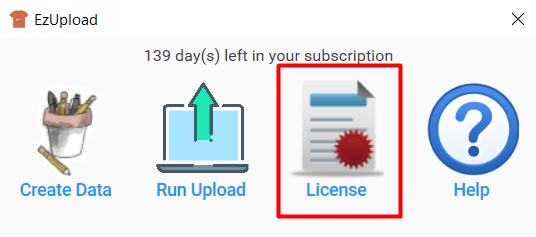 EzUpload
139 day(s) left in your subscription
Create Data
Run Upload
License
Help